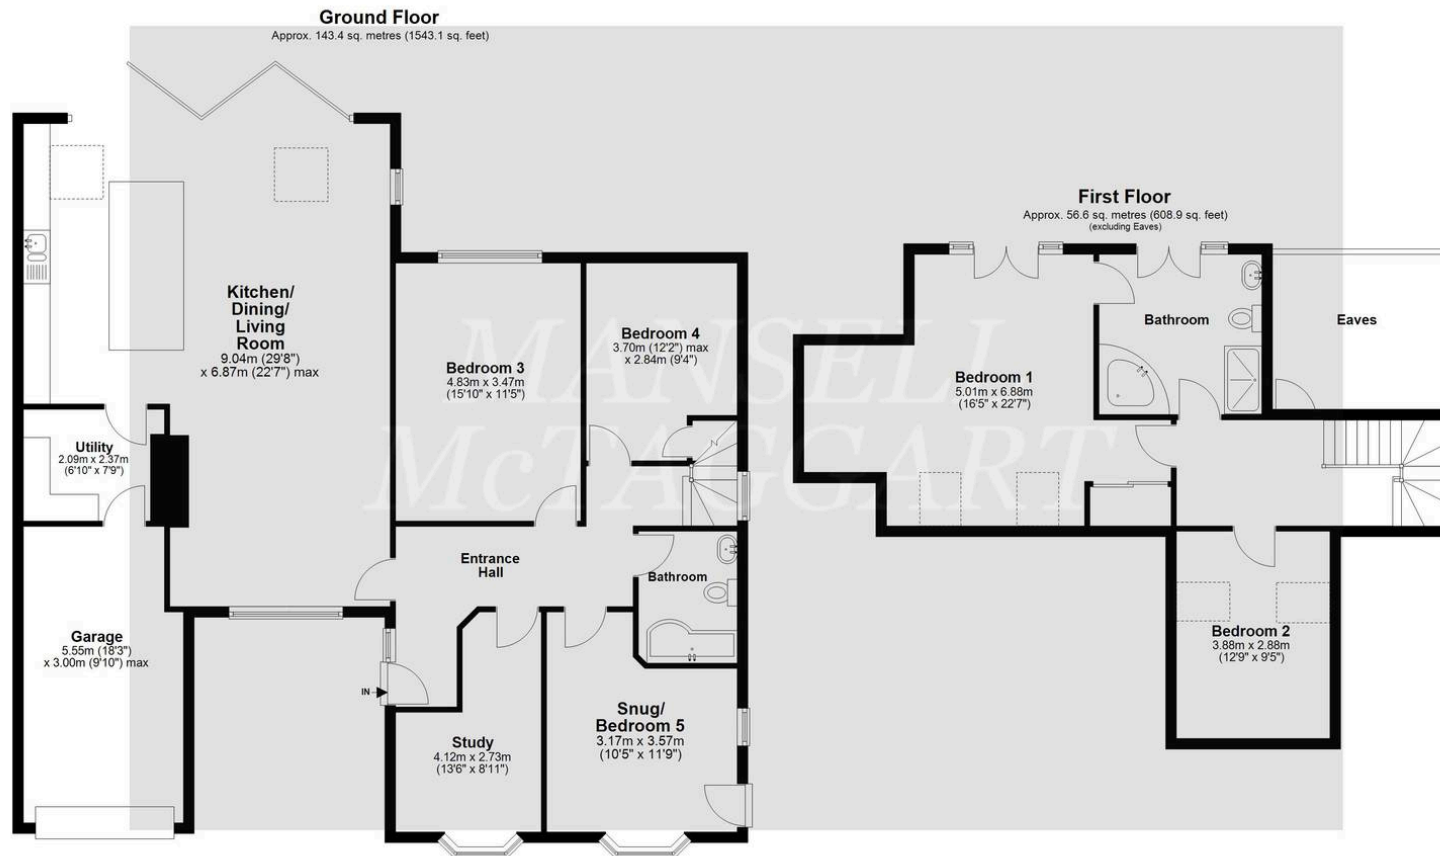 Ground Floor
Approx. 143.4 sq. metres (1543.1 sq. feet)
Kitchen/
Dining/
Living
Room
9.04m (29'8")
x 6.87m (22'7") max
Utility
2.09m x 2.37m
(6'10" x 7'9")
Garage
5.55m (18'3")
x 3.00m (9'10") max
Bedroom 3
4.83m x 3.47m
(15'10" x 11'5")
Bedroom 4
3.70m (12'2") max
x 2.84m (9'4")
Entrance
Hall
Bathroom
IN
Study
4.12m x 2.73m
(13'6" x 8'11")
Snug/
Bedroom 5
3.17m x 3.57m
(10'5" x 11'9")
First Floor
Approx. 56.6 sq. metres (608.9 sq. feet)
(excluding Eaves)
Bedroom 1
5.01m x 6.88m
(16'5" x 22'7")
Bathroom
Eaves
Bedroom 2
3.88m x 2.88m
(12'9" x 9'5")
MANSELL
McTAGGART